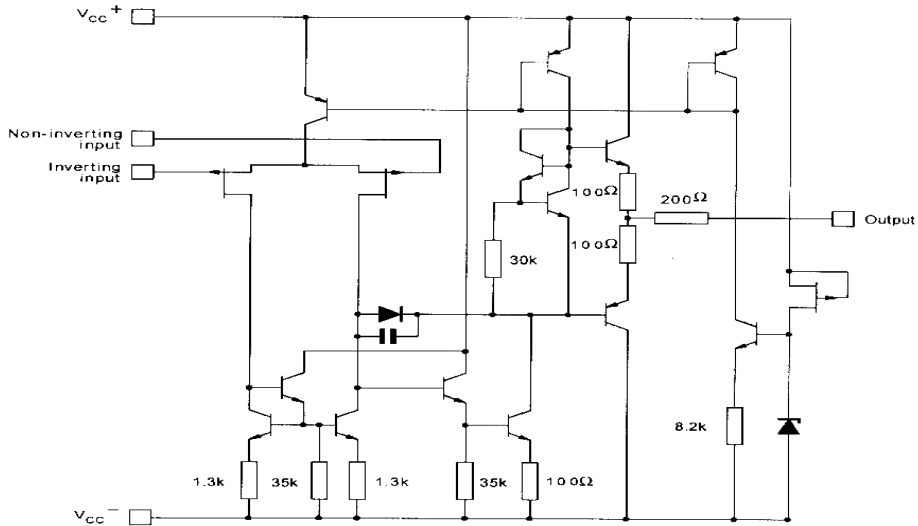 Vcc+
Non-inverting
input
Inverting
input
100Ω
200Ω
Output
100Ω
30k
8.2k
1.3k
35k
1.3k
35k
100Ω
Vcc−